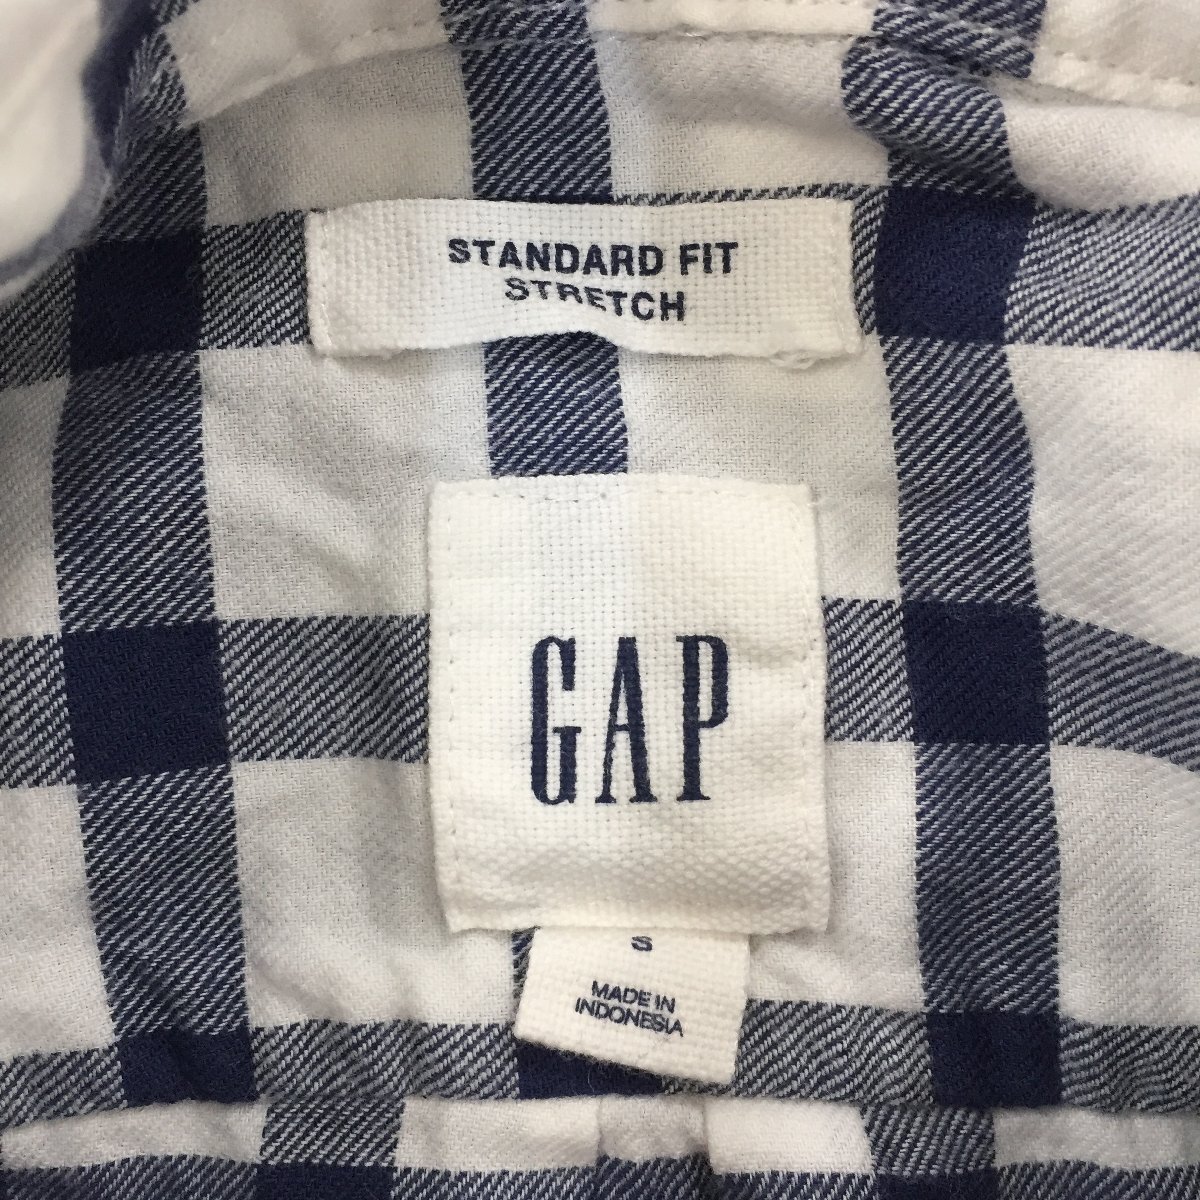 STANDARD FIT
STRETCH
GAP
S
MADE IN
INDONESIA